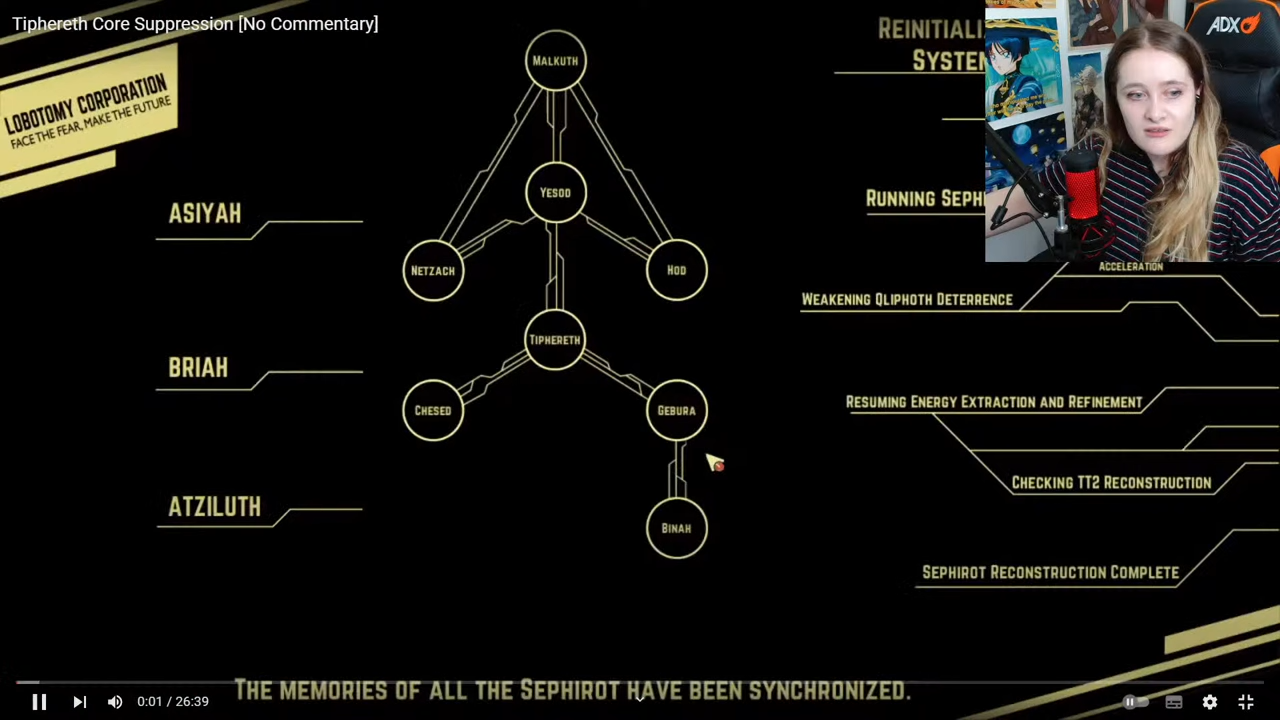 Tiphereth Core Suppression [No Commentary]
LOBOTOMY CORPORATION
FACE THE FEAR, MAKE THE FUTURE
MALKUTH
YESOD
NETZACH
HOD
TIPHERETH
CHESED
GEBURA
BINAH
ASIYAH
BRIAH
ATZILUTH
SYSTEM
RUNNING
ACCELERATION
WEAKENING QLIPHOTH DETERRENCE
RESUMING ENERGY EXTRACTION AND REFINEMENT
CHECKING TT2 RECONSTRUCTION
SEPHIROT RECONSTRUCTION COMPLETE
ADX
THE MEMORIES OF ALL THE SEPHIROT HAVE BEEN SYNCHRONIZED.
0:01 / 26:39